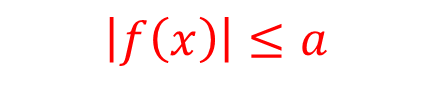 |f(x)| ≤ a